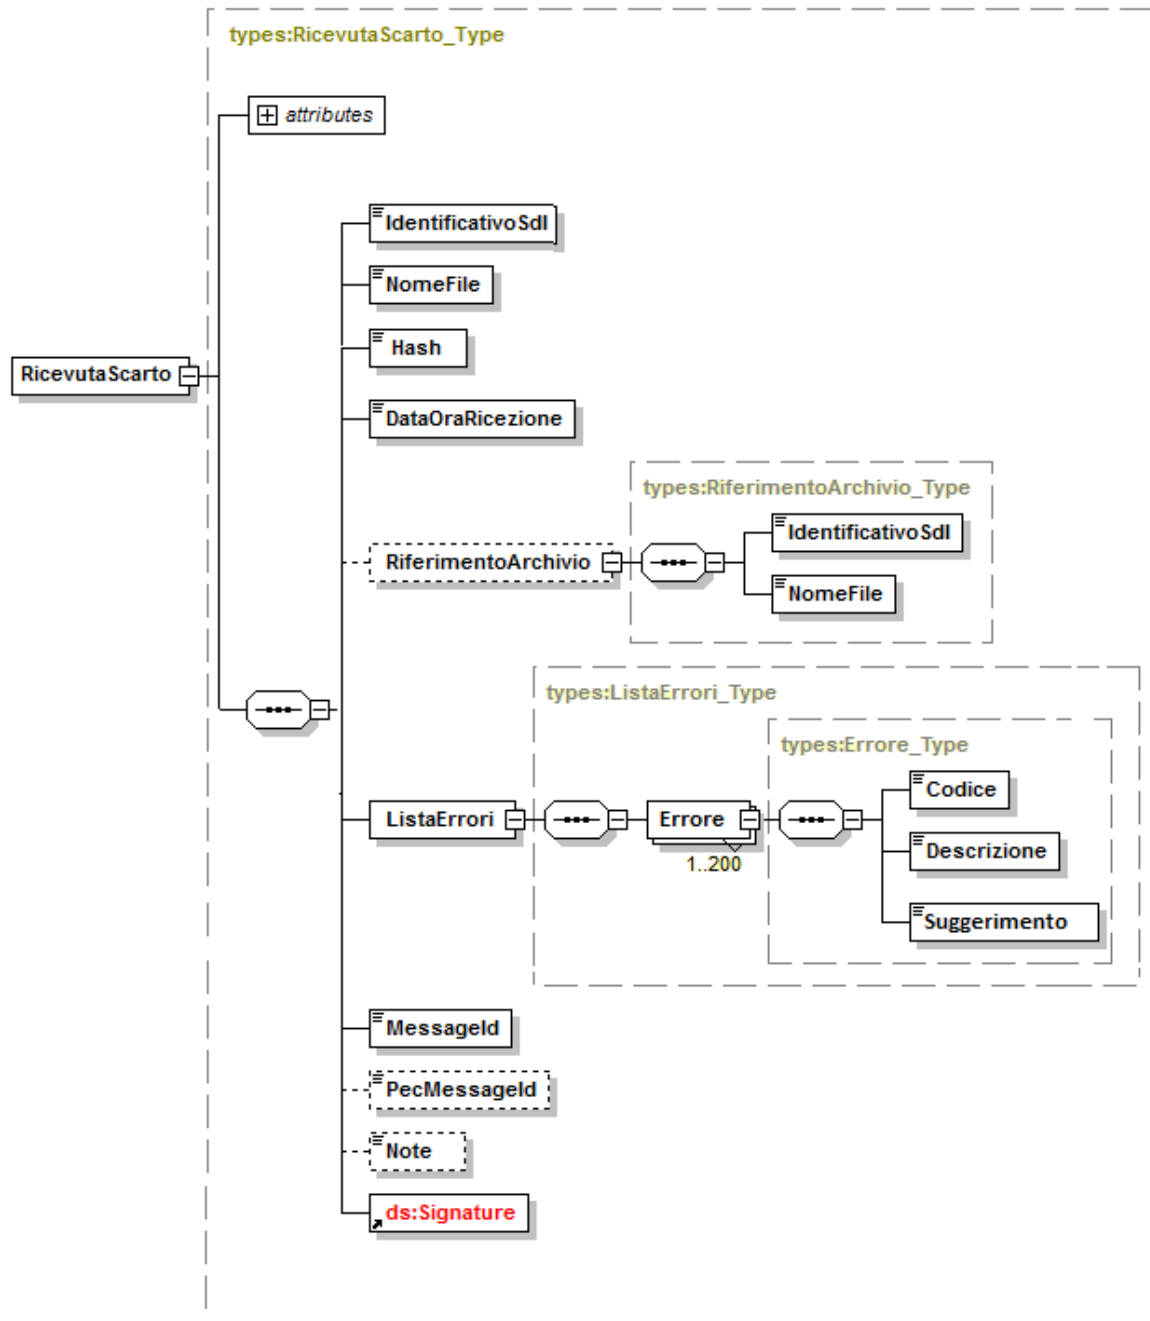 types:RicevutaScarto_Type
attributes
IdentificativoSdI
NomeFile
Hash
RicevutaScarto
DataOraRicezione
types:RiferimentoArchivio_Type
IdentificativoSdI
RiferimentoArchivio
NomeFile
types:ListaErrori_Type
types:Errore_Type
Codice
ListaErrori
Errore
1..200
Descrizione
Suggerimento
MessageId
PecMessageId
Note
ds:Signature